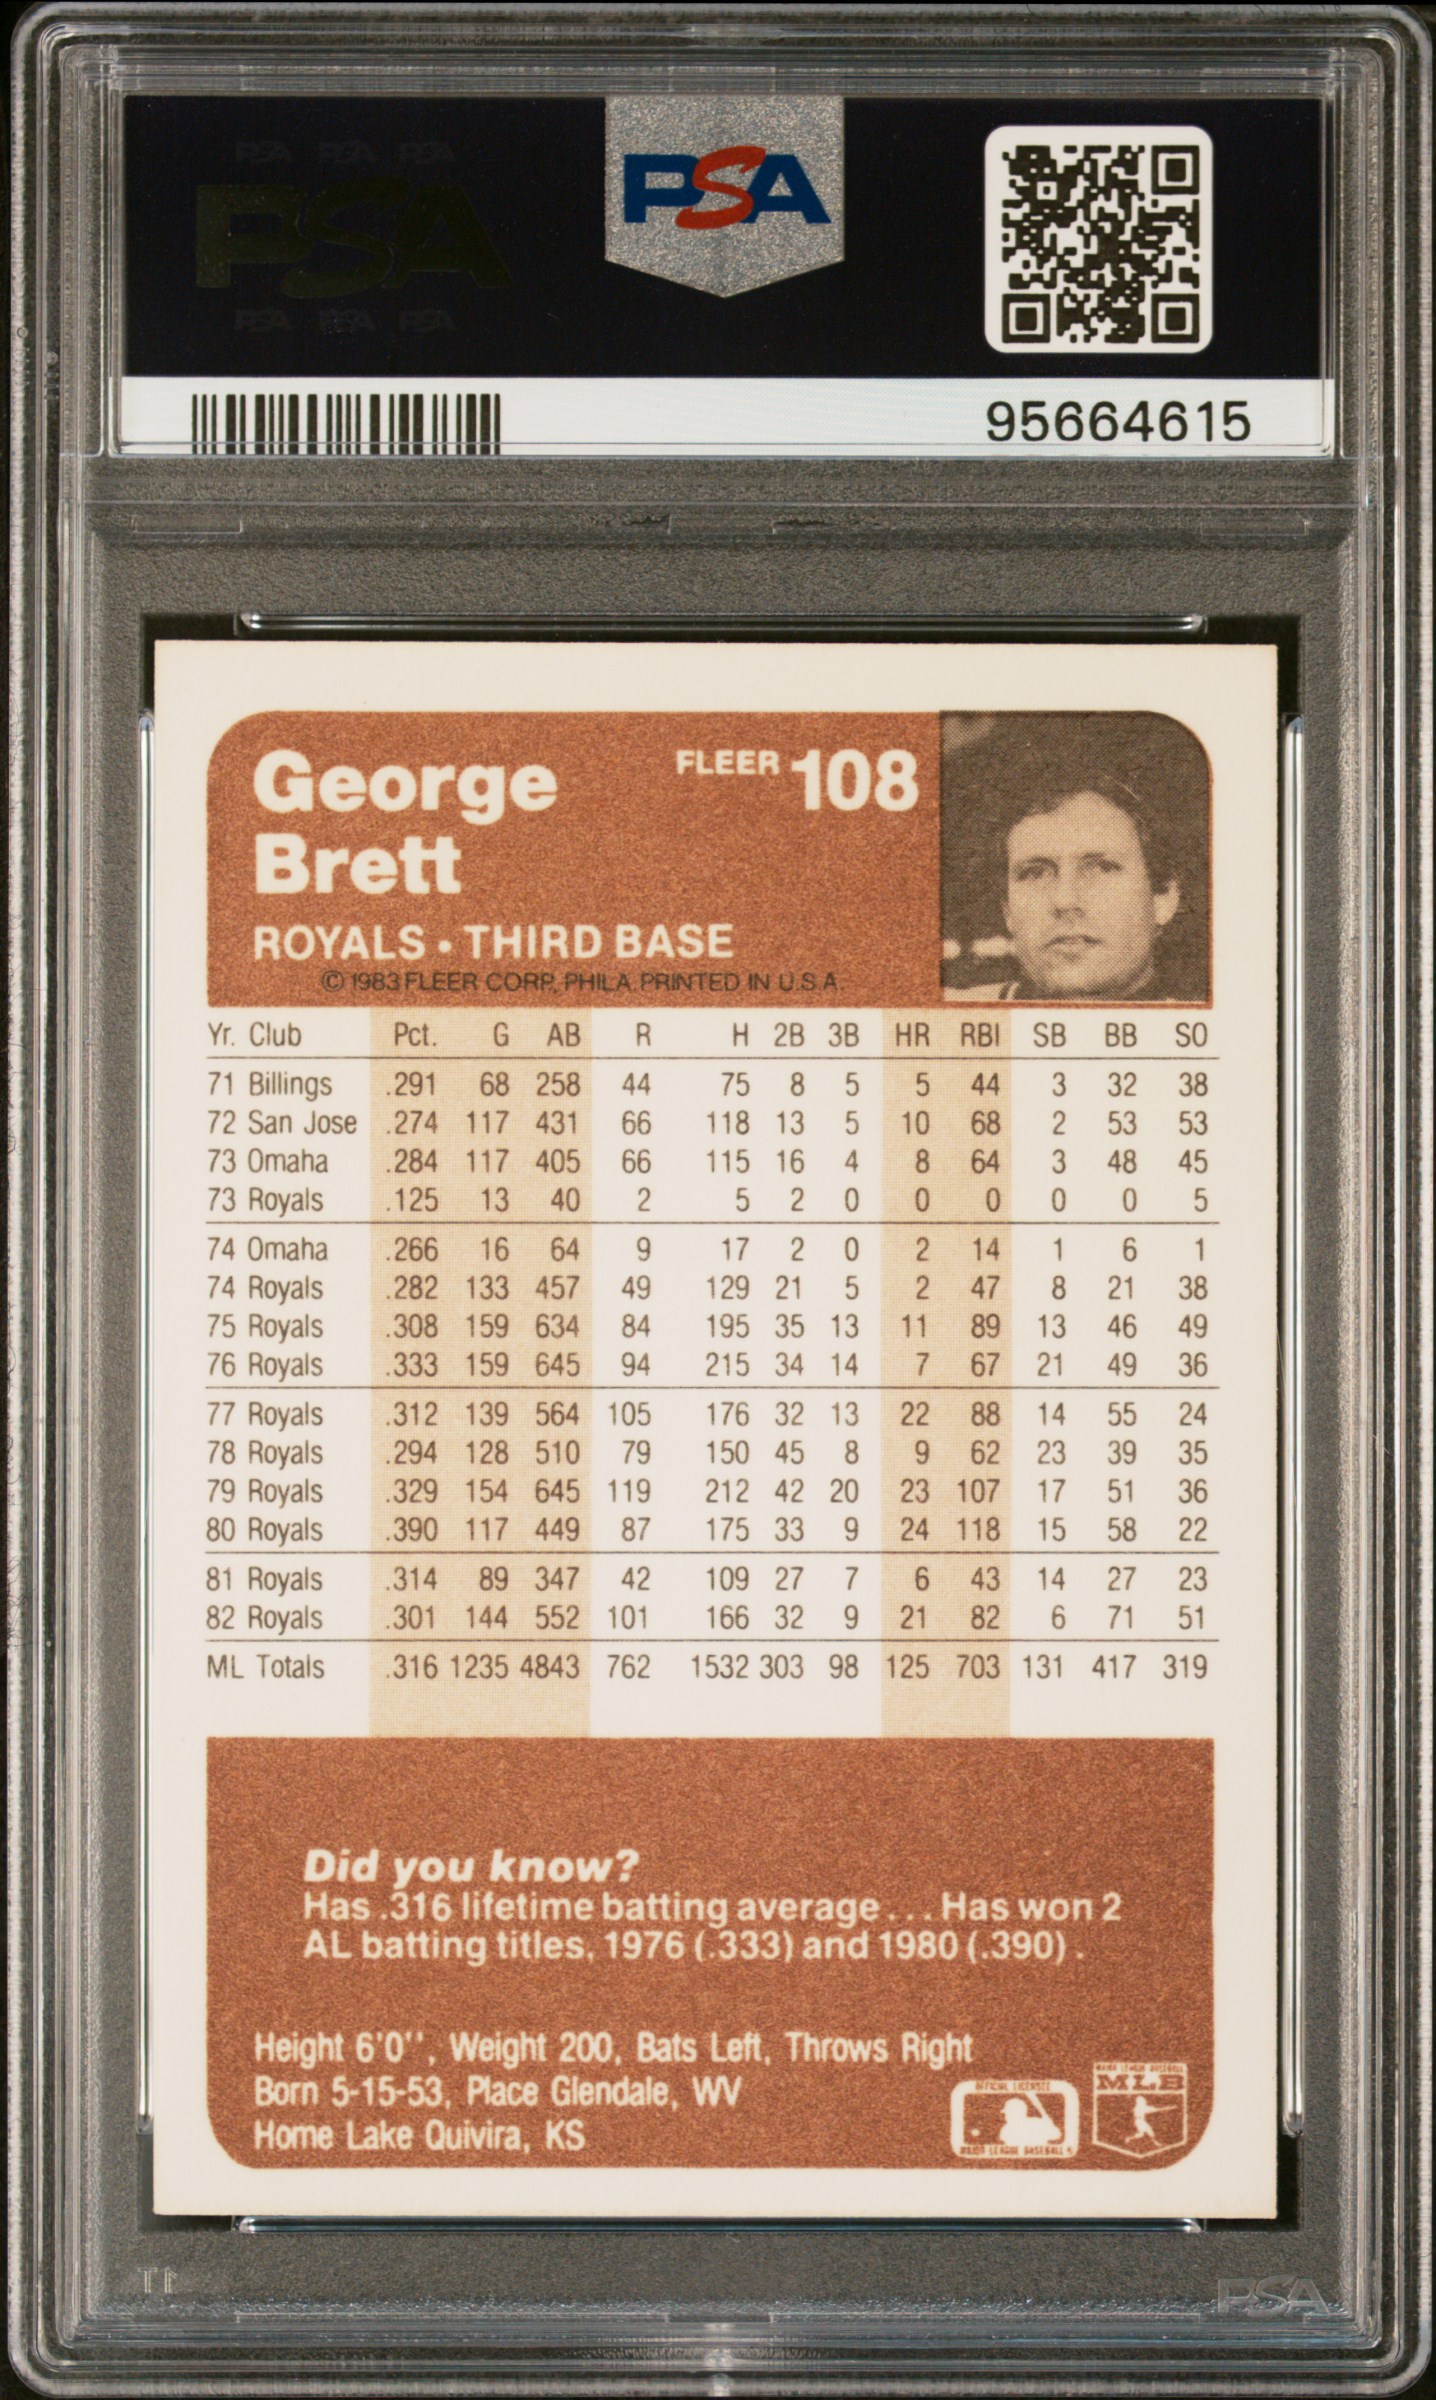 PSA PSA PSA
PSA
PSA PSA PSA
PSA
95664615
George
Brett
FLEER 108
ROYALS • THIRD BASE
© 1983 FLEER CORP., PHILA. PRINTED IN U.S.A.
Yr. Club Pct. G AB R H 2B 3B HR RBI SB BB SO
71 Billings .291 68 258 44 75 8 5 5 44 3 32 38
72 San Jose .274 117 431 66 118 13 5 10 68 2 53 53
73 Omaha .284 117 405 66 115 16 4 8 64 3 48 45
73 Royals .125 13 40 2 5 2 0 0 0 0 0 5
74 Omaha .266 16 64 9 17 2 0 2 14 1 6 1
74 Royals .282 133 457 49 129 21 5 2 47 8 21 38
75 Royals .308 159 634 84 195 35 13 11 89 13 46 49
76 Royals .333 159 645 94 215 34 14 7 67 21 49 36
77 Royals .312 139 564 105 176 32 13 22 88 14 55 24
78 Royals .294 128 510 79 150 45 8 9 62 23 39 35
79 Royals .329 154 645 119 212 42 20 23 107 17 51 36
80 Royals .390 117 449 87 175 33 9 24 118 15 58 22
81 Royals .314 89 347 42 109 27 7 6 43 14 27 23
82 Royals .301 144 552 101 166 32 9 21 82 6 71 51
ML Totals .316 1235 4843 762 1532 303 98 125 703 131 417 319
Did you know?
Has .316 lifetime batting average . . . Has won 2
AL batting titles, 1976 (.333) and 1980 (.390) .
Height 6'0'', Weight 200, Bats Left, Throws Right
Born 5-15-53, Place Glendale, WV
Home Lake Quivira, KS
OFFICIAL LICENSEE
MAJOR LEAGUE BASEBALL
MAJOR LEAGUE BASEBALL
MLB
PSA